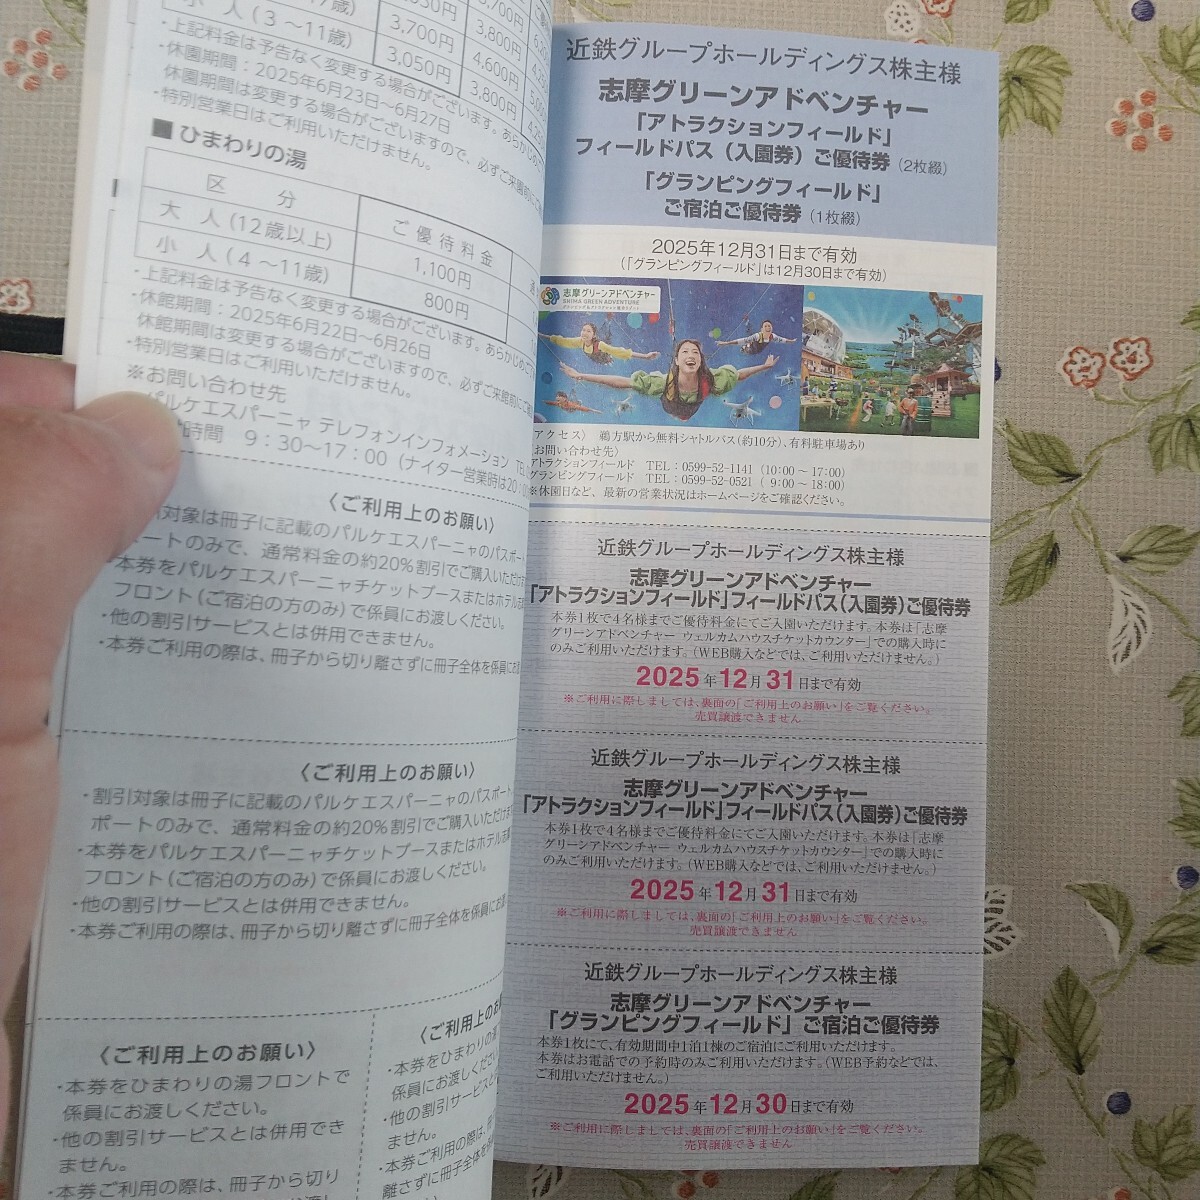 小 人(3～11歳)
3,700円
3,800円
3,050円
4,600円
3,800円
・上記料金は予告なく変更する場合がございます。
・休園期間：2025年6月23日～6月27日
休園期間は変更する場合がございますので、必ずご来園前に
・特別営業日はご利用いただけません。
■ ひまわりの湯
区 分
ご優待料金
大 人(12歳以上)
1,100円
小 人(4～11歳)
800円
・上記料金は予告なく変更する場合がございます。あらかじめ
・休館期間：2025年6月22日～6月26日
休館期間は変更する場合がございますので、必ずご来館前に
・特別営業日はご利用いただけません。
※お問い合わせ先
パルケエスパーニャ テレフォンインフォメーション
時間 9：30～17：00 (ナイター営業時は20：
〈ご利用上のお願い〉
引対象は冊子に記載のパルケエスパーニャのパスポート
ポートのみで、通常料金の約20%割引でご購入いただけま
・本券をパルケエスパーニャチケットブースまたはホテル志摩
フロント(ご宿泊の方のみ)で係員にお渡しください。
・他の割引サービスとは併用できません。
・本券ご利用の際は、冊子から切り離さずに冊子全体を係員にお
〈ご利用上のお願い〉
・割引対象は冊子に記載のパルケエスパーニャのパスポート
ポートのみで、通常料金の約20%割引でご購入いただけま
・本券をパルケエスパーニャチケットブースまたはホテル志
フロント(ご宿泊の方のみ)で係員にお渡しください。
・他の割引サービスとは併用できません。
・本券ご利用の際は、冊子から切り離さずに冊子全体を係員にお
〈ご利用上のお願い〉
・本券をひまわりの湯フロントで
係員にお渡しください。
・他の割引サービスとは併用でき
ません。
・本券ご利用の際は、冊子から切り
〈ご利用上のお
・本券をひまわりの湯
係員にお渡しください
・他の割引サービスと
ません。
・本券ご利用の際は、
離さずに冊子全体を
近鉄グループホールディングス株主様
志摩グリーンアドベンチャー
「アトラクションフィールド」
フィールドパス（入園券）ご優待券（2枚綴）
「グランピングフィールド」
ご宿泊ご優待券（1枚綴）
2025年12月31日まで有効
(「グランピングフィールド」は12月30日まで有効)
志摩グリーンアドベンチャー
SHIMA GREEN ADVENTURE
アクセス〉 鵜方駅から無料シャトルバス(約10分)、有料駐車場あり
お問い合わせ先〉
アトラクションフィールド TEL：0599-52-1141 (10：00～17：00)
グランピングフィールド TEL：0599-52-0521 ( 9：00～18：00)
※休園日など、最新の営業状況はホームページをご確認ください。
近鉄グループホールディングス株主様
志摩グリーンアドベンチャー
「アトラクションフィールド」フィールドパス(入園券)ご優待券
本券1枚で4名様までご優待料金にてご入園いただけます。本券は「志摩
グリーンアドベンチャー ウェルカムハウスチケットカウンター」での購入時に
のみご利用いただけます。(WEB購入などでは、ご利用いただけません。)
2025年12月31日まで有効
※ご利用に際しましては、裏面の「ご利用上のお願い」をご覧ください。
売買譲渡できません
近鉄グループホールディングス株主様
志摩グリーンアドベンチャー
「アトラクションフィールド」フィールドパス(入園券)ご優待券
本券1枚で4名様までご優待料金にてご入園いただけます。本券は「志摩
グリーンアドベンチャー ウェルカムハウスチケットカウンター」での購入時に
のみご利用いただけます。(WEB購入などでは、ご利用いただけません。)
2025年12月31日まで有効
※ご利用に際しましては、裏面の「ご利用上のお願い」をご覧ください。
売買譲渡できません
近鉄グループホールディングス株主様
志摩グリーンアドベンチャー
「グランピングフィールド」ご宿泊ご優待券
本券1枚にて、有効期間中1泊1棟のご宿泊にご利用いただけます。
本券はお電話での予約時のみご利用いただけます。(WEB予約などでは、
ご利用いただけません。)
2025年12月30日まで有効
※ご利用に際しましては、裏面の「ご利用上のお願い」をご覧ください。
売買譲渡できません